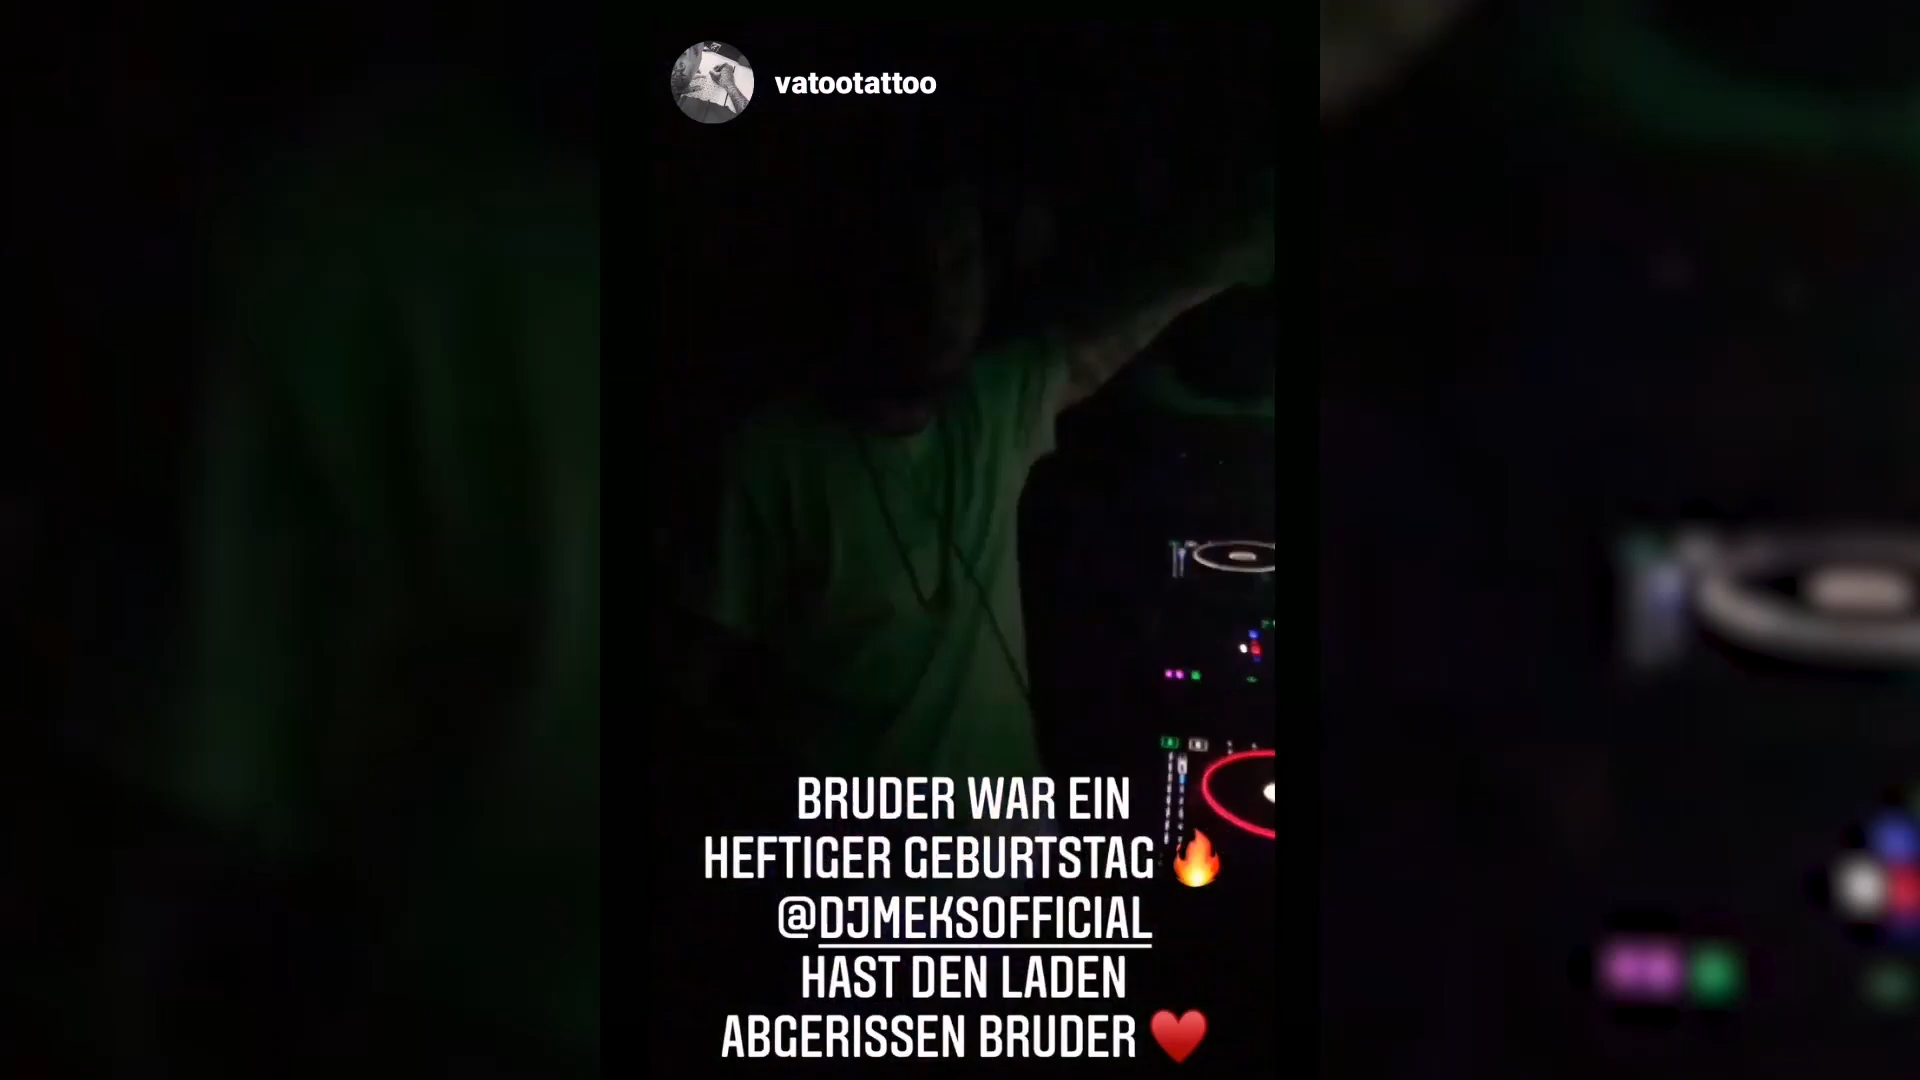 vatootattoo
BRUDER WAR EIN
HEFTIGER GEBURTSTAG 🔥
@DJMEKSOFFICIAL
HAST DEN LADEN
ABGERISSEN BRUDER ♥️